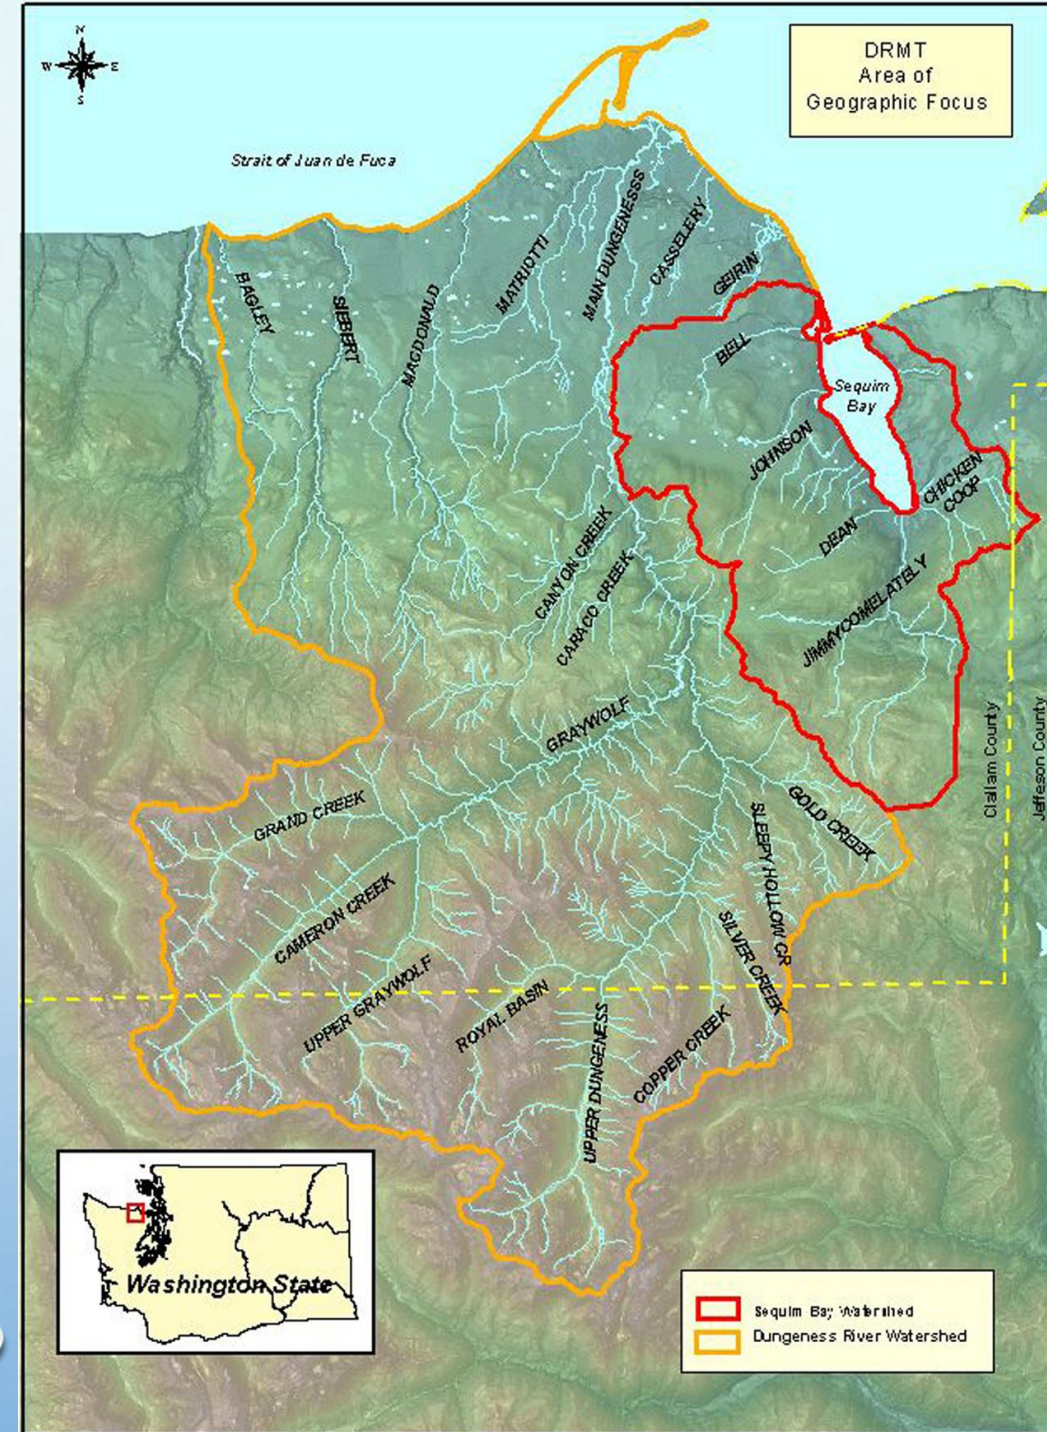 N
W E
S
DRMT
Area of
Geographic Focus
Strait of Juan de Fuca
BAGLEY
SIEBERT
MACDONALD
MATRIOTTI
MAIN DUNGENESSS
CASSELERY
GEIRIN
BELL
Sequim
Bay
JOHNSON
CHICKEN
COOP
DEAN
JIMMYCOMELATELY
CANYON CREEK
CARACO CREEK
GRAYWOLF
GRAND CREEK
GOLD CREEK
SLEEPY HOLLOW CR
CAMERON CREEK
SILVER CREEK
UPPER GRAYWOLF
ROYAL BASIN
UPPER DUNGENESS
COPPER CREEK
Clallam County
Jeffeson County
Washington State
Sequim Bay Watershed
Dungeness River Watershed